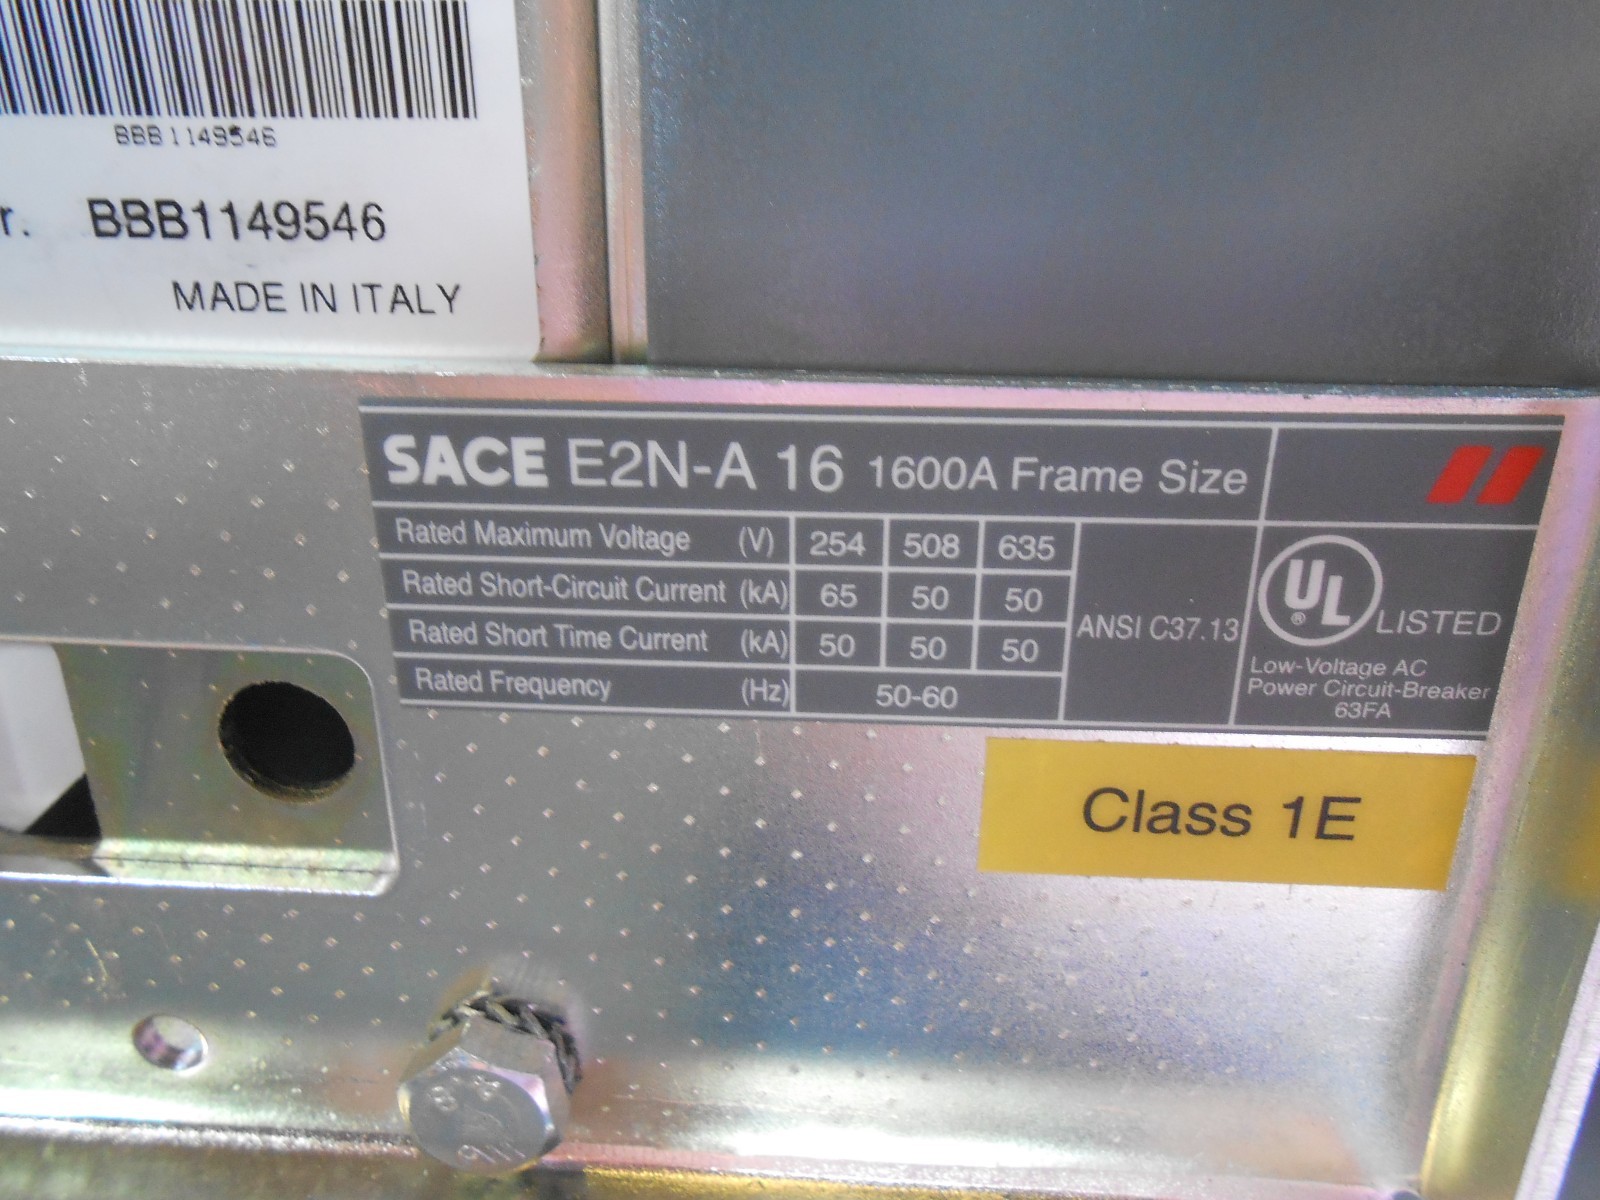 BBB1149546
r. BBB1149546
MADE IN ITALY
SACE E2N-A 16 1600A Frame Size
Rated Maximum Voltage (V) 254 508 635
Rated Short-Circuit Current (kA) 65 50 50
Rated Short Time Current (kA) 50 50 50
Rated Frequency (Hz) 50-60
ANSI C37.13
UL® LISTED
Low-Voltage AC
Power Circuit-Breaker
63FA
Class 1E
8.8